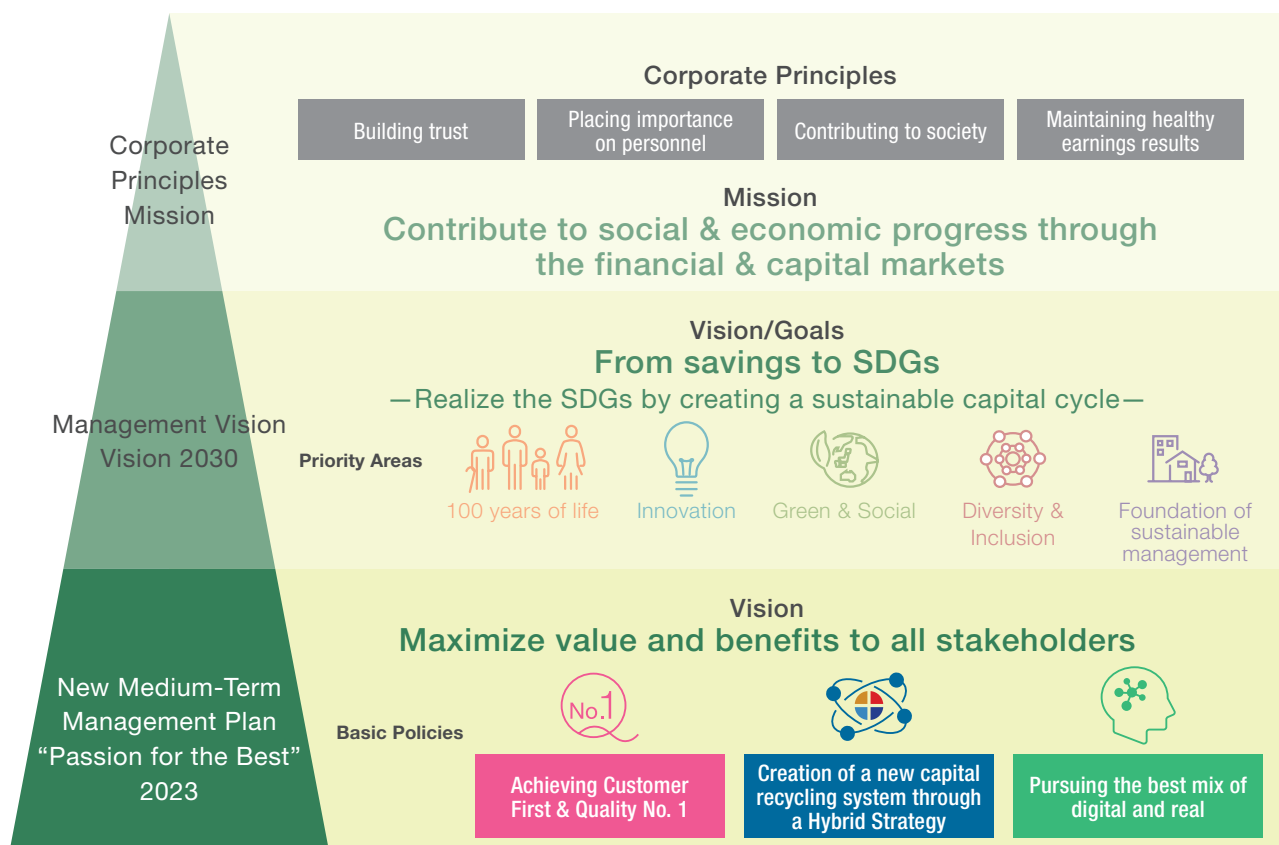 Corporate
Principles
Mission
Corporate Principles
Building trust
Placing importance
on personnel
Contributing to society
Maintaining healthy
earnings results
Mission
Contribute to social & economic progress through
the financial & capital markets
Management Vision
Vision 2030
Vision/Goals
From savings to SDGs
—Realize the SDGs by creating a sustainable capital cycle—
Priority Areas
100 years of life
Innovation
Green & Social
Diversity &
Inclusion
Foundation of
sustainable
management
New Medium-Term
Management Plan
“Passion for the Best”
2023
Vision
Maximize value and benefits to all stakeholders
Basic Policies
No.1
Achieving Customer
First & Quality No. 1
Creation of a new capital
recycling system through
a Hybrid Strategy
Pursuing the best mix of
digital and real